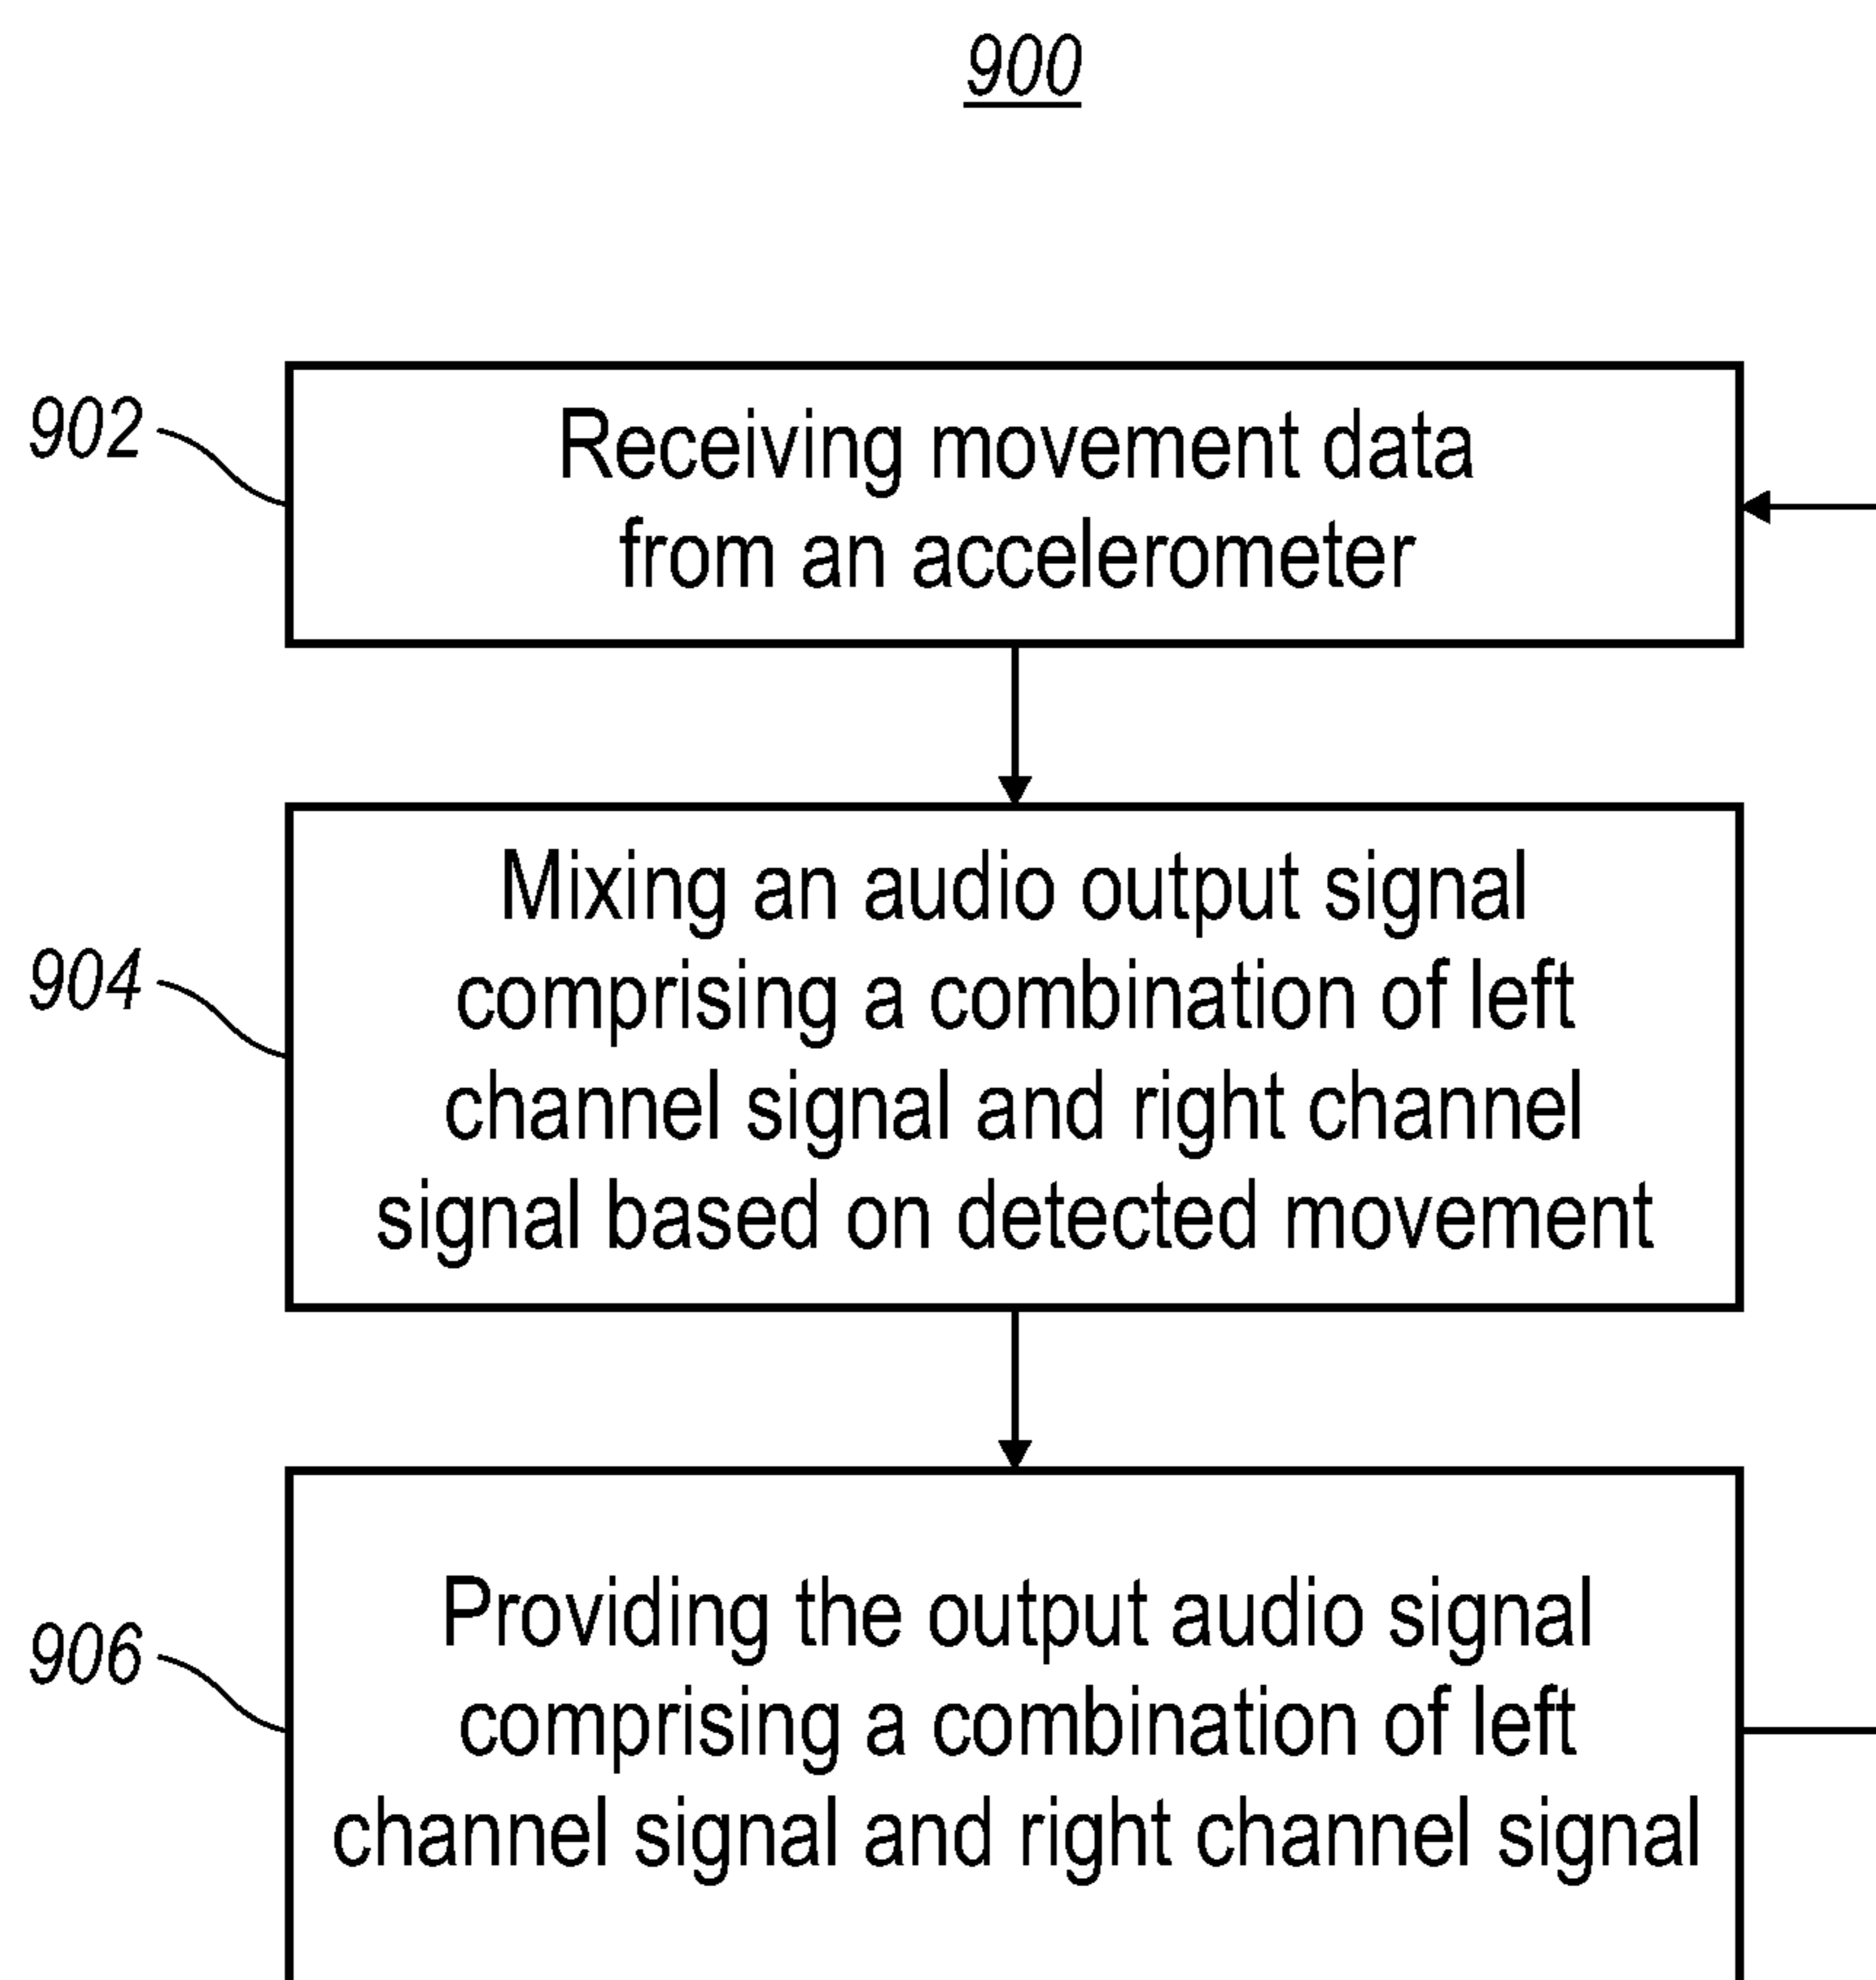 900
902
Receiving movement data
from an accelerometer
904
Mixing an audio output signal
comprising a combination of left
channel signal and right channel
signal based on detected movement
906
Providing the output audio signal
comprising a combination of left
channel signal and right channel signal